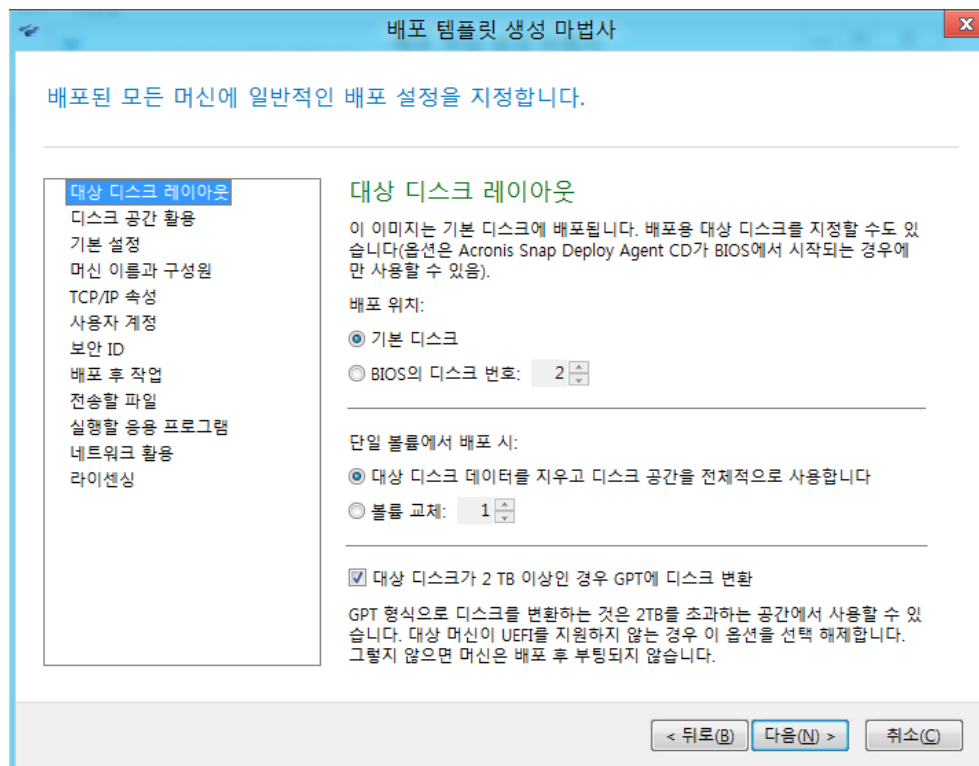 배포 템플릿 생성 마법사
x
배포된 모든 머신에 일반적인 배포 설정을 지정합니다.
대상 디스크 레이아웃
디스크 공간 활용
기본 설정
머신 이름과 구성원
TCP/IP 속성
사용자 계정
보안 ID
배포 후 작업
전송할 파일
실행할 응용 프로그램
네트워크 활용
라이센싱
대상 디스크 레이아웃
이 이미지는 기본 디스크에 배포됩니다. 배포용 대상 디스크를 지정할 수도 있
습니다(옵션은 Acronis Snap Deploy Agent CD가 BIOS에서 시작되는 경우에
만 사용할 수 있음).
배포 위치:
기본 디스크
BIOS의 디스크 번호: 2
단일 볼륨에서 배포 시:
대상 디스크 데이터를 지우고 디스크 공간을 전체적으로 사용합니다
볼륨 교체: 1
대상 디스크가 2 TB 이상인 경우 GPT에 디스크 변환
GPT 형식으로 디스크를 변환하는 것은 2TB를 초과하는 공간에서 사용할 수 있
습니다. 대상 머신이 UEFI를 지원하지 않는 경우 이 옵션을 선택 해제합니다.
그렇지 않으면 머신은 배포 후 부팅되지 않습니다.
< 뒤로(B) 다음(N) > 취소(C)